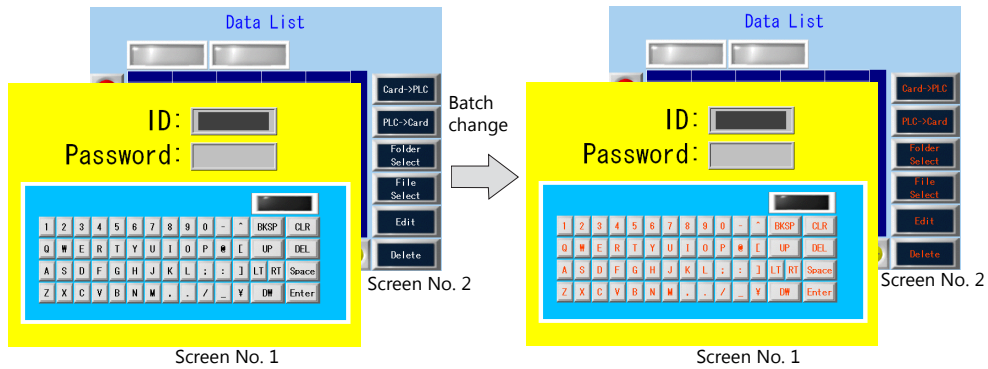 Data List
Card->PLC
PLC->Card
Folder
Select
File
Select
Edit
Delete
Screen No. 2
ID:
Password:
1 2 3 4 5 6 7 8 9 0 - ^ BKSP CLR
Q W E R T Y U I O P @ [ UP DEL
A S D F G H J K L ; : ] LT RT Space
Z X C V B N M , . / _ ¥ DW Enter
Screen No. 1
Batch
change
Data List
Card->PLC
PLC->Card
Folder
Select
File
Select
Edit
Delete
Screen No. 2
ID:
Password:
1 2 3 4 5 6 7 8 9 0 - ^ BKSP CLR
Q W E R T Y U I O P @ [ UP DEL
A S D F G H J K L ; : ] LT RT Space
Z X C V B N M , . / _ ¥ DW Enter
Screen No. 1